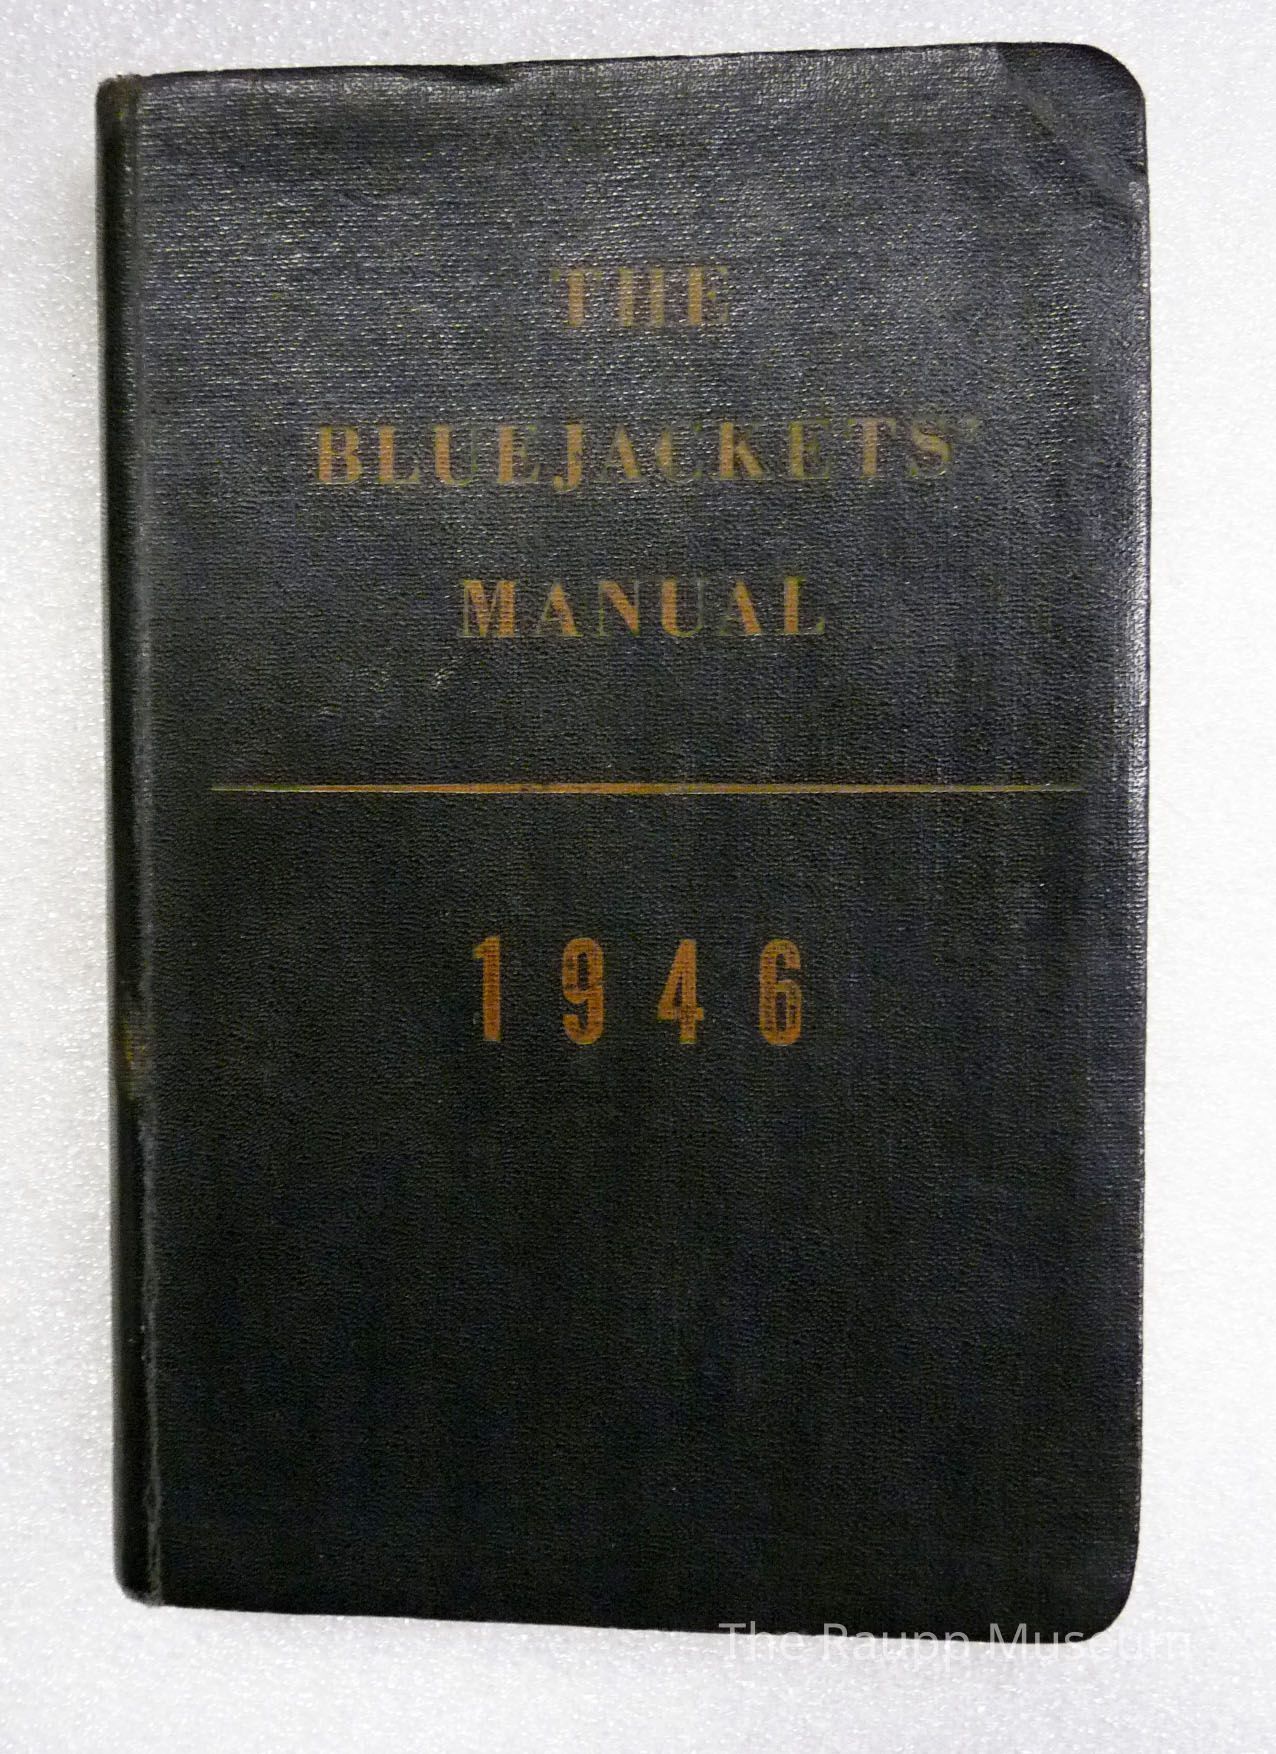 THE
BLUEJACKETS'
MANUAL
1946
The Raupp Museum